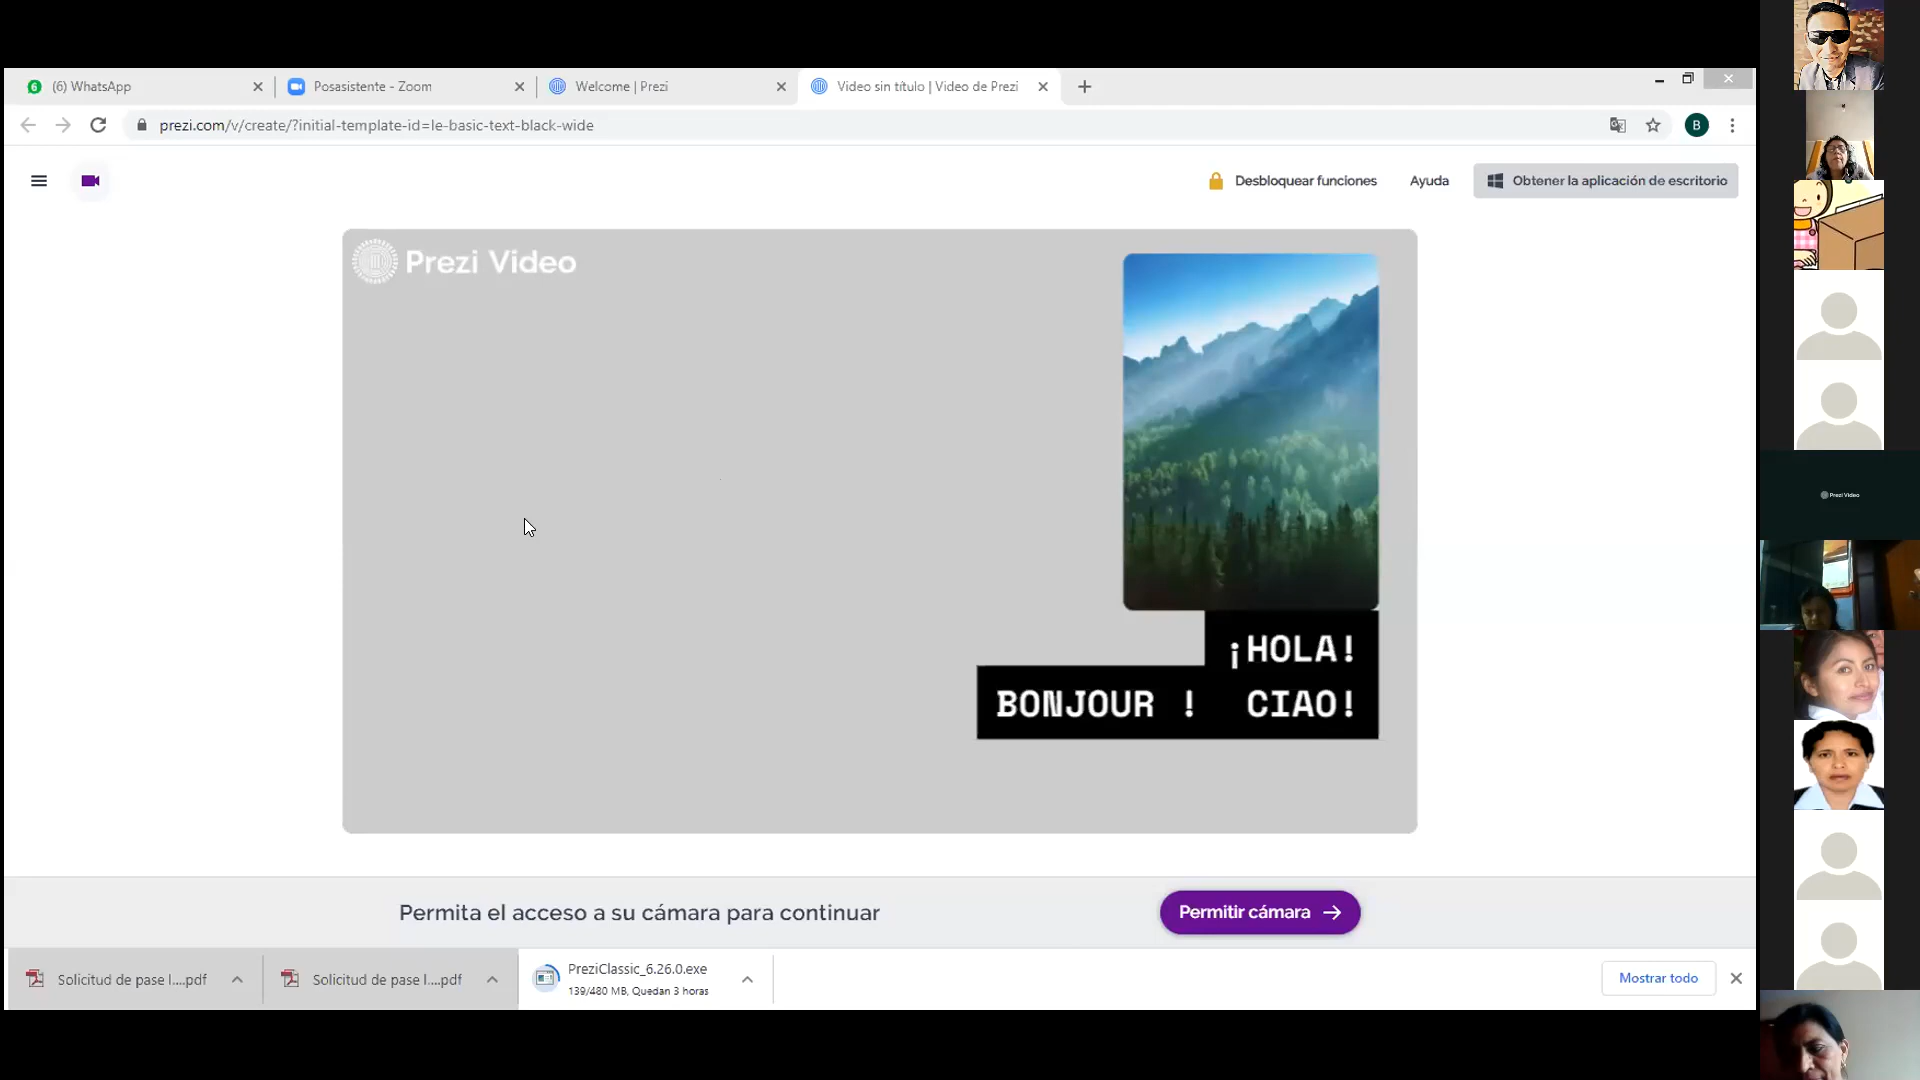 6 (6) WhatsApp
Posasistente - Zoom
Welcome | Prezi
Video sin título | Video de Prezi
prezi.com/v/create/?initial-template-id=le-basic-text-black-wide
B
Desbloquear funciones
Ayuda
Obtener la aplicación de escritorio
Prezi Video
¡HOLA!
BONJOUR ! CIAO!
Permita el acceso a su cámara para continuar
Permitir cámara
Solicitud de pase l....pdf
Solicitud de pase l....pdf
PreziClassic_6.26.0.exe
139/480 MB, Quedan 3 horas
Mostrar todo
Prezi Video